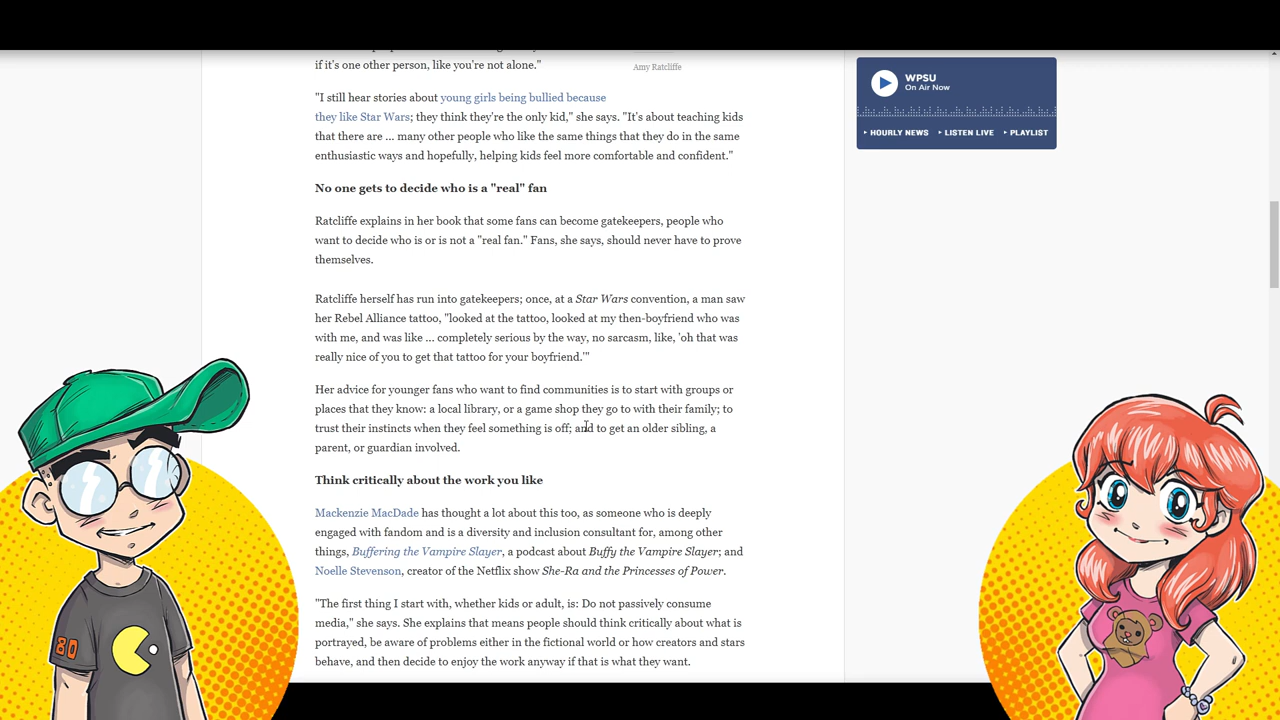 if it's one other person, like you're not alone."
Amy Ratcliffe
"I still hear stories about young girls being bullied because
they like Star Wars; they think they're the only kid," she says. "It's about teaching kids
that there are ... many other people who like the same things that they do in the same
enthusiastic ways and hopefully, helping kids feel more comfortable and confident."
No one gets to decide who is a "real" fan
Ratcliffe explains in her book that some fans can become gatekeepers, people who
want to decide who is or is not a "real fan." Fans, she says, should never have to prove
themselves.
Ratcliffe herself has run into gatekeepers; once, at a Star Wars convention, a man saw
her Rebel Alliance tattoo, "looked at the tattoo, looked at my then-boyfriend who was
with me, and was like ... completely serious by the way, no sarcasm, like, 'oh that was
really nice of you to get that tattoo for your boyfriend.'"
Her advice for younger fans who want to find communities is to start with groups or
places that they know: a local library, or a game shop they go to with their family; to
trust their instincts when they feel something is off; and to get an older sibling, a
parent, or guardian involved.
Think critically about the work you like
Mackenzie MacDade has thought a lot about this too, as someone who is deeply
engaged with fandom and is a diversity and inclusion consultant for, among other
things, Buffering the Vampire Slayer, a podcast about Buffy the Vampire Slayer; and
Noelle Stevenson, creator of the Netflix show She-Ra and the Princesses of Power.
"The first thing I start with, whether kids or adult, is: Do not passively consume
media," she says. She explains that means people should think critically about what is
portrayed, be aware of problems either in the fictional world or how creators and stars
behave, and then decide to enjoy the work anyway if that is what they want.
WPSU
On Air Now
HOURLY NEWS LISTEN LIVE PLAYLIST
80